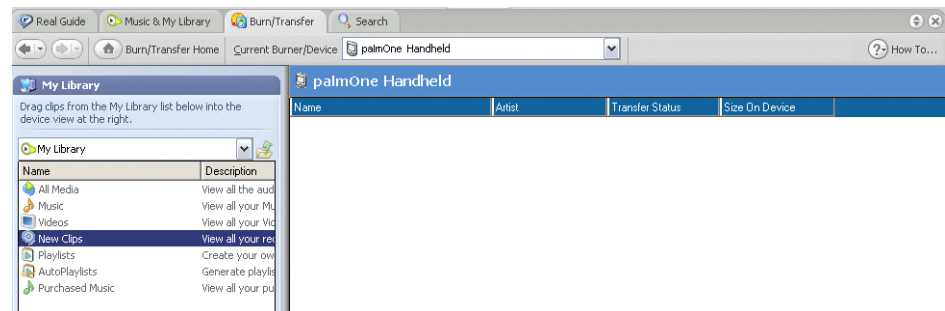 Real Guide Music & My Library Burn/Transfer Search
Burn/Transfer Home Current Burner/Device palmOne Handheld How To...
My Library
palmOne Handheld
Drag clips from the My Library list below into the
device view at the right.
Name Artist Transfer Status Size On Device
My Library
Name Description
All Media View all the aud
Music View all your Mu
Videos View all your Vid
New Clips View all your rec
Playlists Create your ow
AutoPlaylists Generate playlis
Purchased Music View all your pu